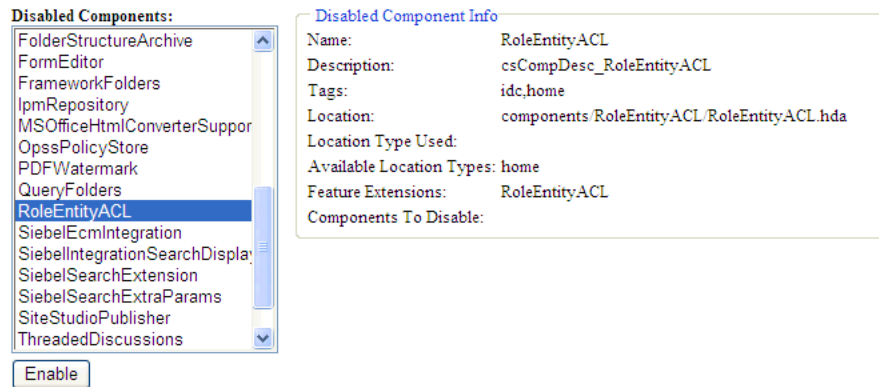 Disabled Components:
FolderStructureArchive
FormEditor
FrameworkFolders
IpmRepository
MSOfficeHtmlConverterSuppor
OpssPolicyStore
PDFWatermark
QueryFolders
RoleEntityACL
SiebelEcmIntegration
SiebelIntegrationSearchDisplay
SiebelSearchExtension
SiebelSearchExtraParams
SiteStudioPublisher
ThreadedDiscussions
Enable
Disabled Component Info
Name: RoleEntityACL
Description: csCompDesc_RoleEntityACL
Tags: idc,home
Location: components/RoleEntityACL/RoleEntityACL.hda
Location Type Used:
Available Location Types: home
Feature Extensions: RoleEntityACL
Components To Disable: